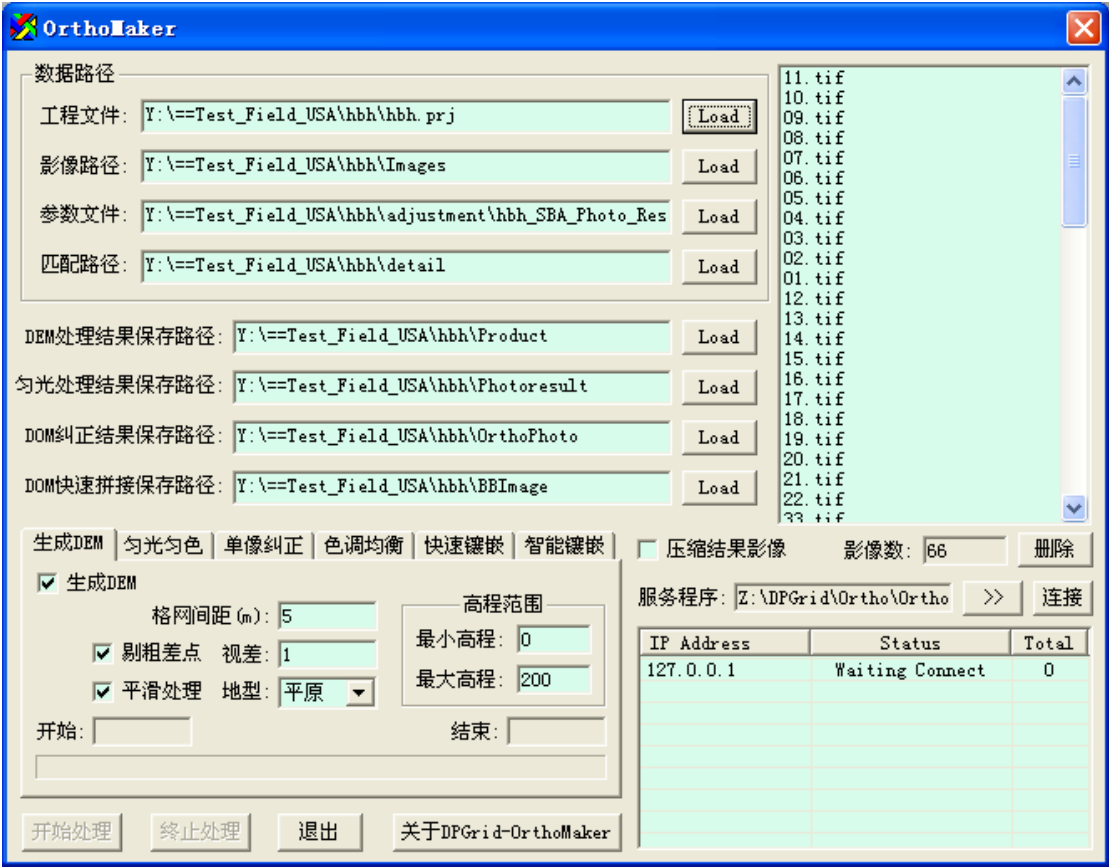 OrthoMaker
数据路径
工程文件: Y:\==Test_Field_USA\hbh\hbh.prj Load
影像路径: Y:\==Test_Field_USA\hbh\Images Load
参数文件: Y:\==Test_Field_USA\hbh\adjustment\hbh_SBA_Photo_Res Load
匹配路径: Y:\==Test_Field_USA\hbh\detail Load
DEM处理结果保存路径: Y:\==Test_Field_USA\hbh\Product Load
匀光处理结果保存路径: Y:\==Test_Field_USA\hbh\Photoresult Load
DOM纠正结果保存路径: Y:\==Test_Field_USA\hbh\OrthoPhoto Load
DOM快速拼接保存路径: Y:\==Test_Field_USA\hbh\BBImage Load
11.tif
10.tif
09.tif
08.tif
07.tif
06.tif
05.tif
04.tif
03.tif
02.tif
01.tif
12.tif
13.tif
14.tif
15.tif
16.tif
17.tif
18.tif
19.tif
20.tif
21.tif
22.tif
33.tif
生成DEM 匀光匀色 单像纠正 色调均衡 快速镶嵌 智能镶嵌
生成DEM
格网间距(m): 5
剔粗差点 视差: 1
平滑处理 地型: 平原
高程范围
最小高程: 0
最大高程: 200
开始: 结束:
压缩结果影像 影像数: 66 删除
服务程序: Z:\DPGrid\Ortho\Ortho >> 连接
IP Address Status Total
127.0.0.1 Waiting Connect 0
开始处理 终止处理 退出 关于DPGrid-OrthoMaker